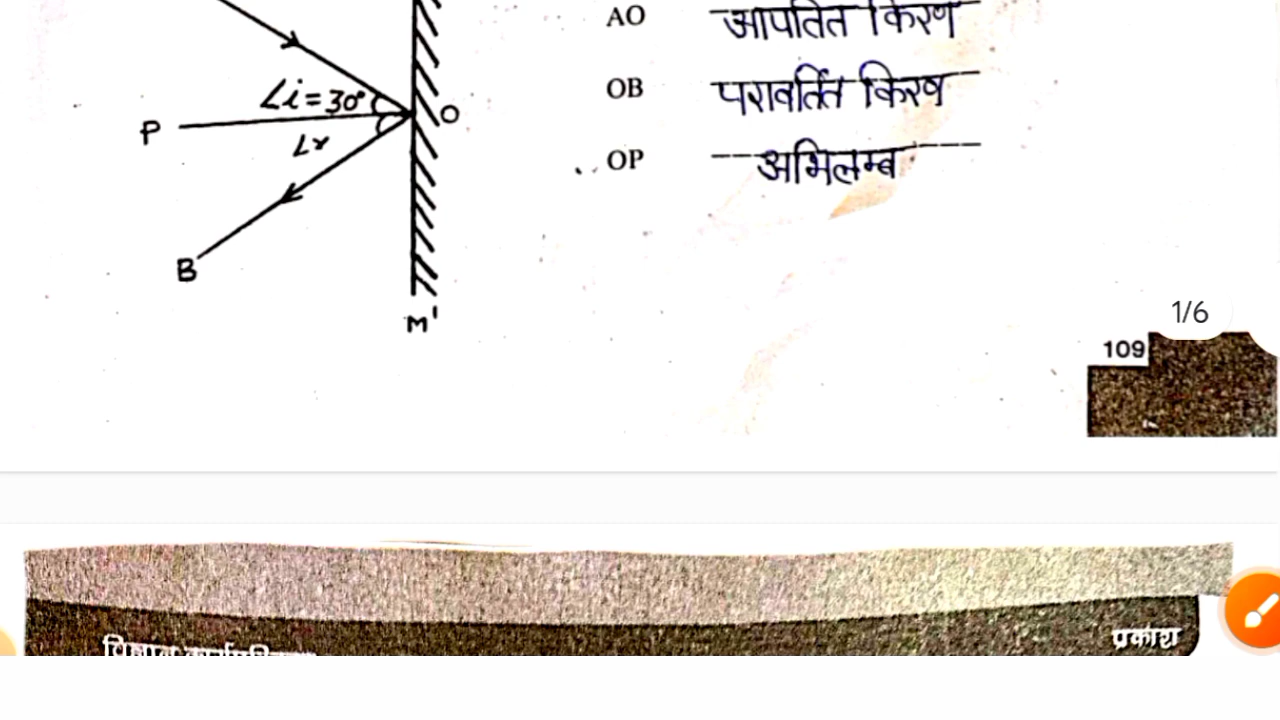 AO आपतित किरण
∠i=30° OB परावर्तित किरण
P O
∠r OP अभिलम्ब
B
M'
1/6
109
प्रकाश